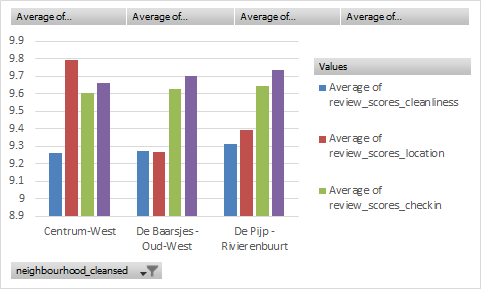 Average of... Average of... Average of... Average of...
9.9
9.8
9.7
9.6
9.5
9.4
9.3
9.2
9.1
9
8.9
Centrum-West
De Baarsjes -
Oud-West
De Pijp -
Rivierenbuurt
Values
Average of
review_scores_cleanliness
Average of
review_scores_location
Average of
review_scores_checkin
neighbourhood_cleansed